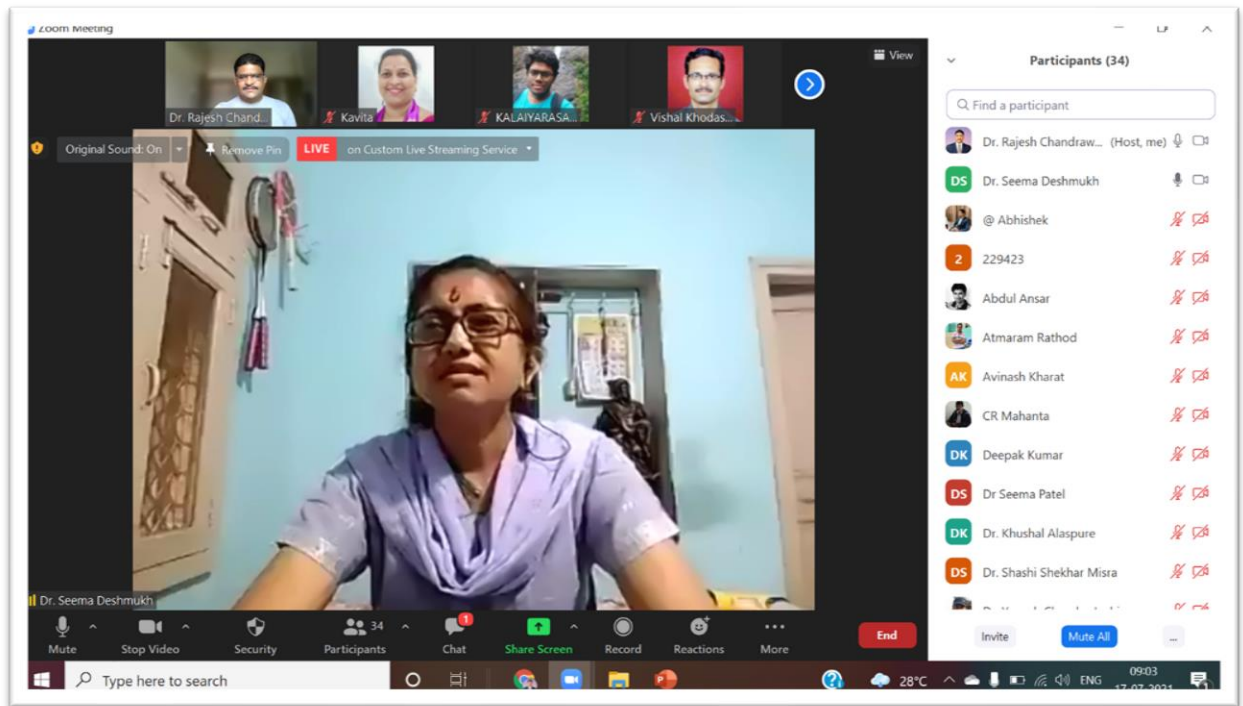 Zoom Meeting
View
Dr. Rajesh Chand...
Kavita
KALAIYARASA...
Vishal Khodas...
Original Sound: On
Remove Pin
LIVE on Custom Live Streaming Service
Dr. Seema Deshmukh
Mute
Stop Video
Security
34
Participants
1
Chat
Share Screen
Record
Reactions
More
End
Participants (34)
Find a participant
Dr. Rajesh Chandraw... (Host, me)
DS Dr. Seema Deshmukh
@ Abhishek
2 229423
Abdul Ansar
Atmaram Rathod
AK Avinash Kharat
CR Mahanta
DK Deepak Kumar
DS Dr Seema Patel
DK Dr. Khushal Alaspure
DS Dr. Shashi Shekhar Misra
Invite
Mute All
...
Type here to search
28°C
ENG
09:03
17-07-2021